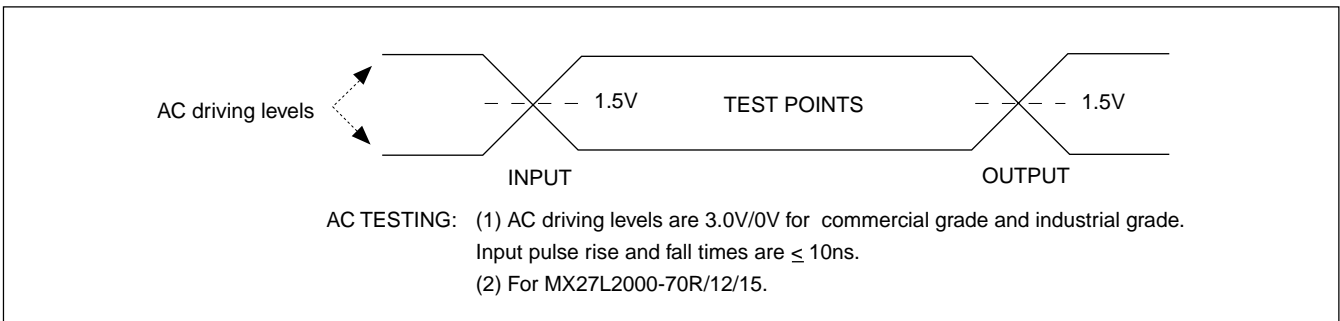 AC driving levels
1.5V
TEST POINTS
1.5V
INPUT
OUTPUT
AC TESTING: (1) AC driving levels are 3.0V/0V for commercial grade and industrial grade.
Input pulse rise and fall times are ≤ 10ns.
(2) For MX27L2000-70R/12/15.